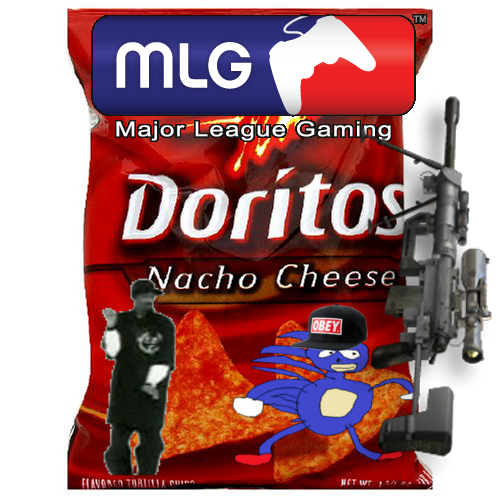 TM
MLG
Major League Gaming
Doritos
Nacho Cheese
OBEY
FLAVORED TORTILLA CHIPS
NET WT.